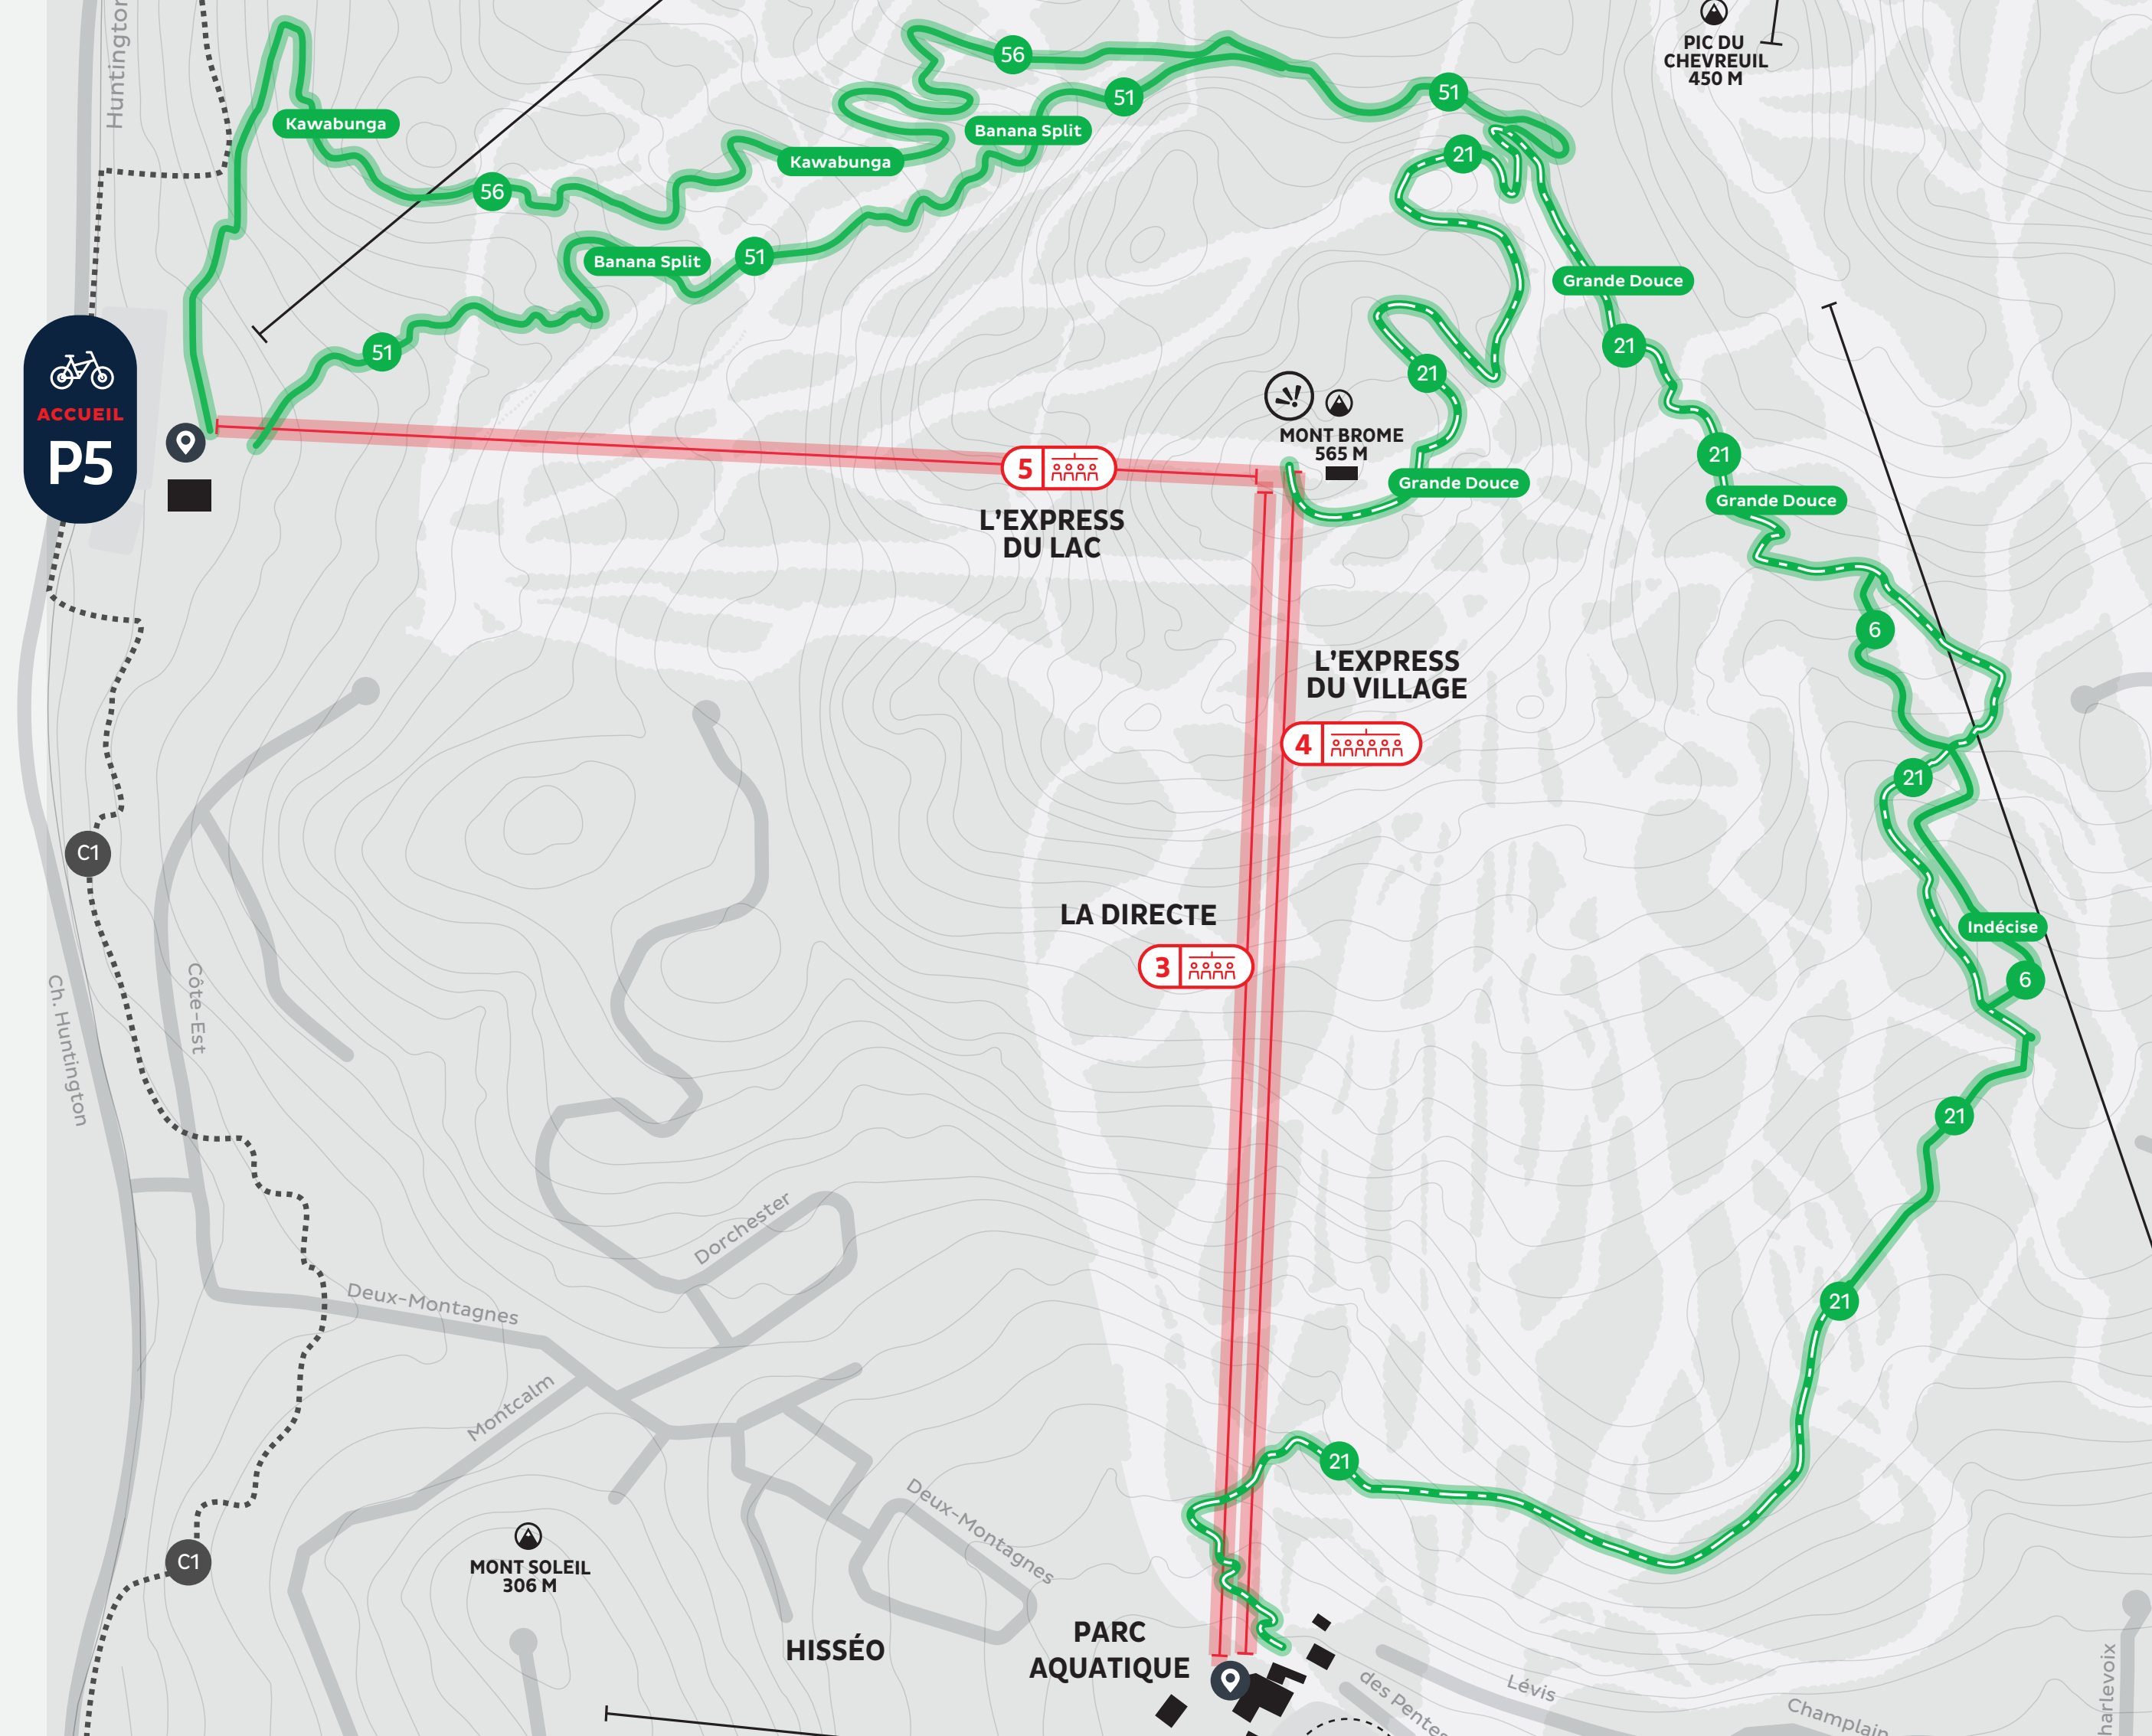 Huntington
PIC DU
CHEVREUIL
450 M
56
51
51
Kawabunga
Banana Split
Kawabunga
21
56
51
Banana Split
Grande Douce
21
51
21
ACCUEIL
P5
MONT BROME
565 M
21
5
Grande Douce
Grande Douce
L'EXPRESS
DU LAC
6
L'EXPRESS
DU VILLAGE
4
21
C1
LA DIRECTE
Indécise
3
6
Côte-Est
Ch. Huntington
21
Dorchester
Deux-Montagnes
21
Montcalm
21
Deux-Montagnes
C1
MONT SOLEIL
306 M
HISSÉO
PARC
AQUATIQUE
des Pentes
Lévis
Champlain
harlevoix